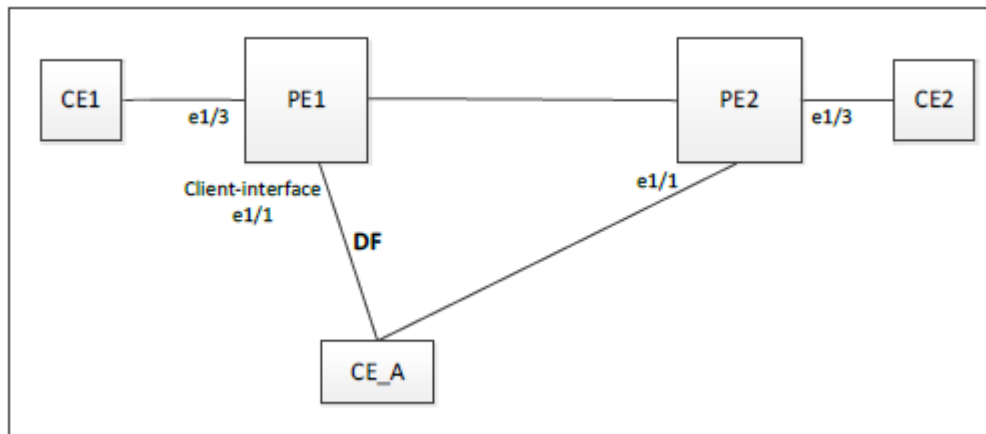 CE1
PE1
PE2
CE2
e1/3
e1/3
Client-interface
e1/1
e1/1
DF
CE_A